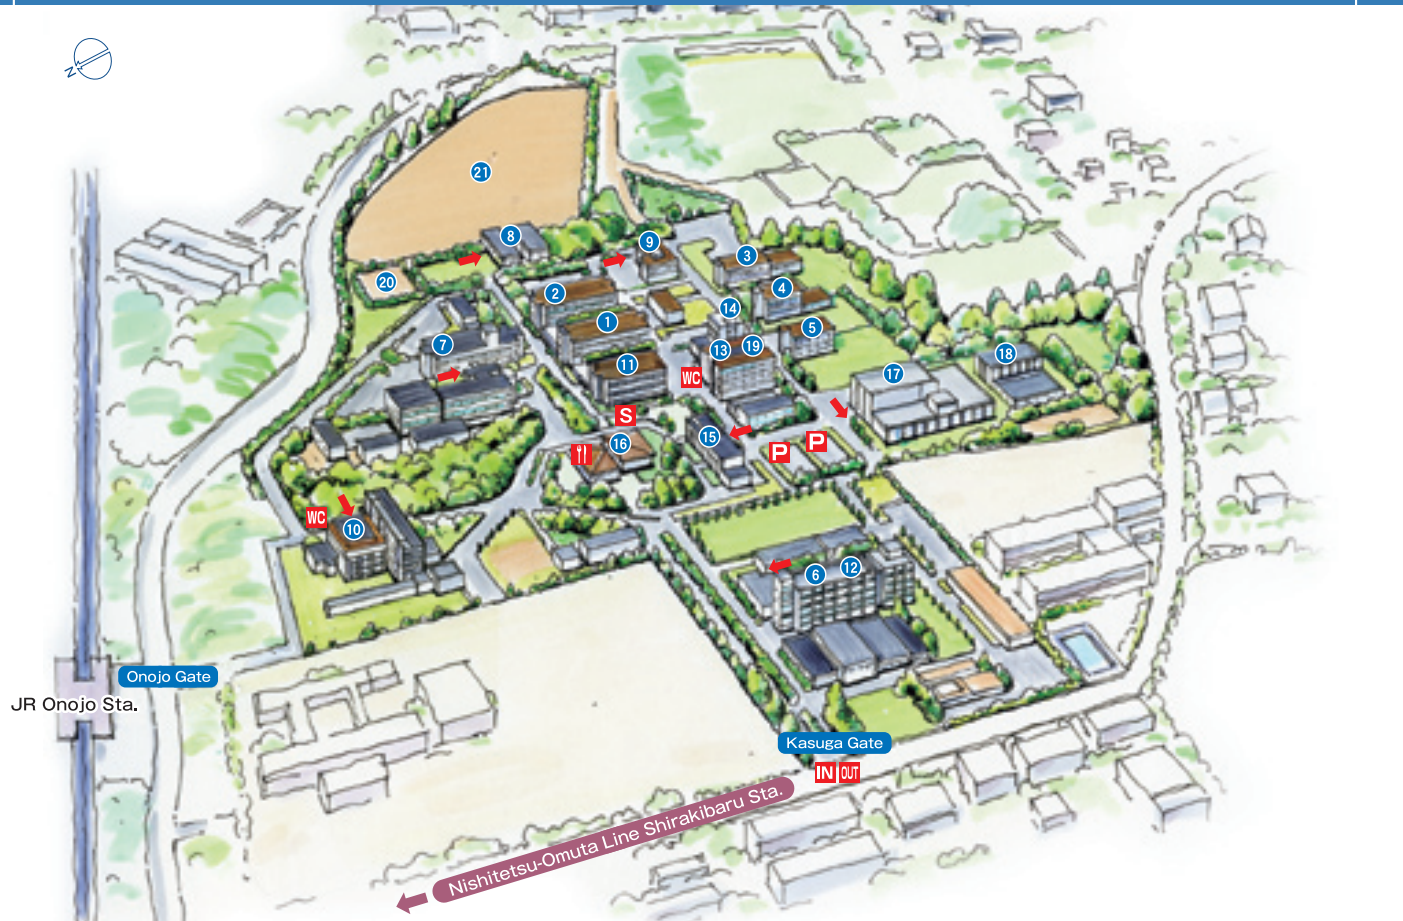 N
21
8
9
3
20
2
4
14
1
5
7
13
19
18
11
17
WC
S
15
16
P
P
WC
10
6
12
Onojo Gate
JR Onojo Sta.
Kasuga Gate
IN OUT
Nishitetsu-Omuta Line Shirakibaru Sta.